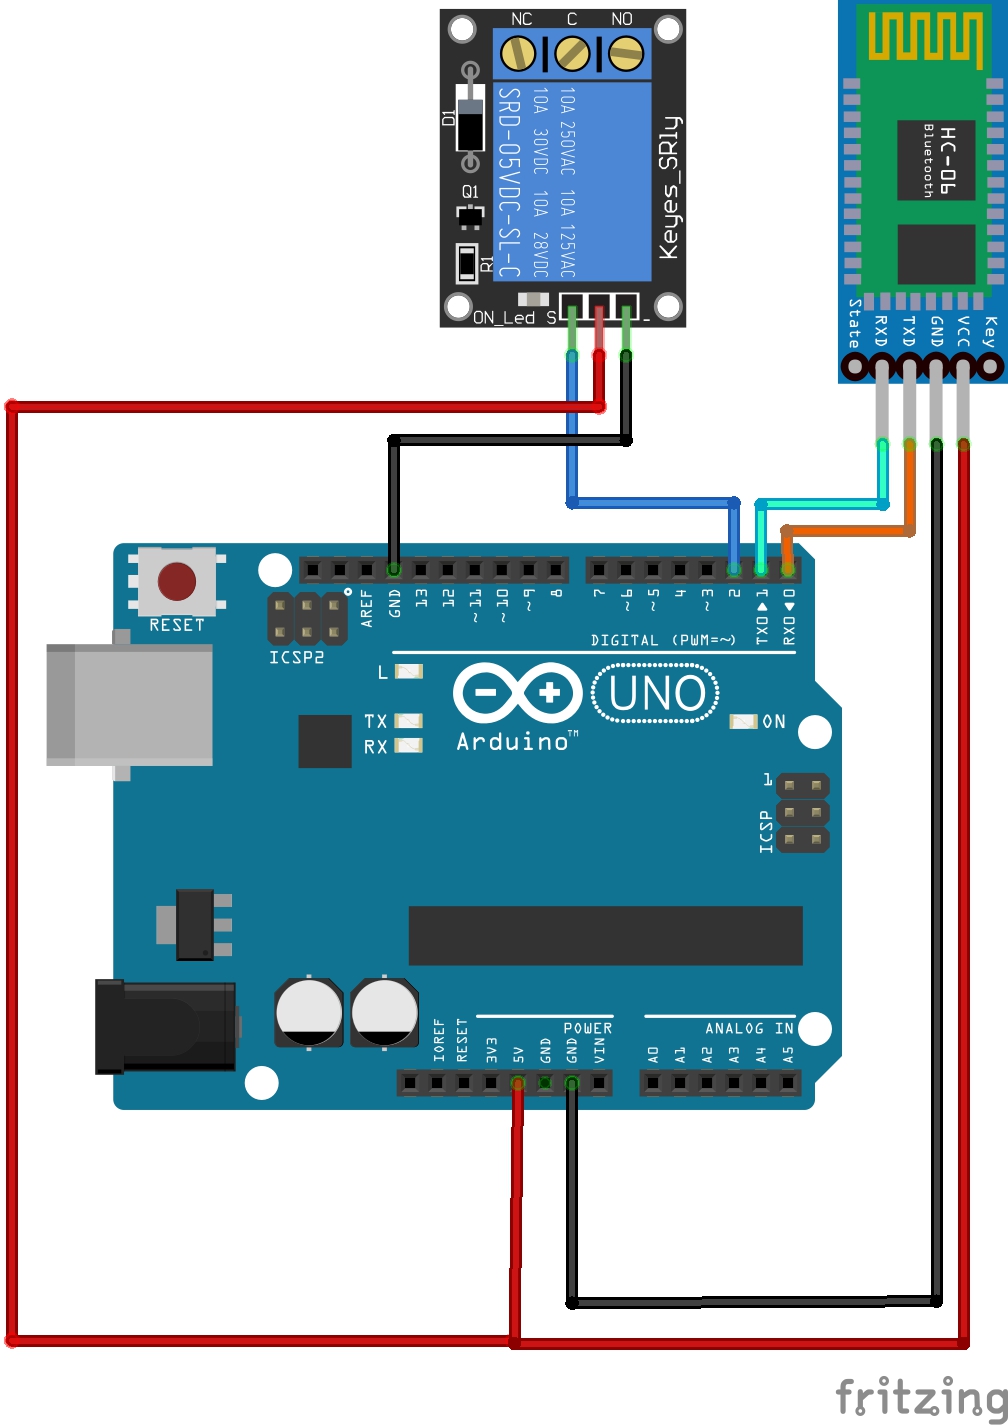 NC C NO
D1
SRD-05VDC-SL-C
10A 30VDC 10A 28VDC
10A 250VAC 10A 125VAC
Keyes_SRly
Q1
R1
ON_Led S
-
HC-06
Bluetooth
State
RXD
TXD
GND
VCC
Key
RESET
ICSP2
AREF
GND
13
12
~11
~10
~9
8
7
~6
~5
4
~3
2
TX0▶1
RX0◀0
DIGITAL (PWM=~)
L
TX
RX
Arduino™
UNO
ON
1
ICSP
IOREF
RESET
3V3
5V
GND
GND
VIN
POWER
A0
A1
A2
A3
A4
A5
ANALOG IN
fritzing